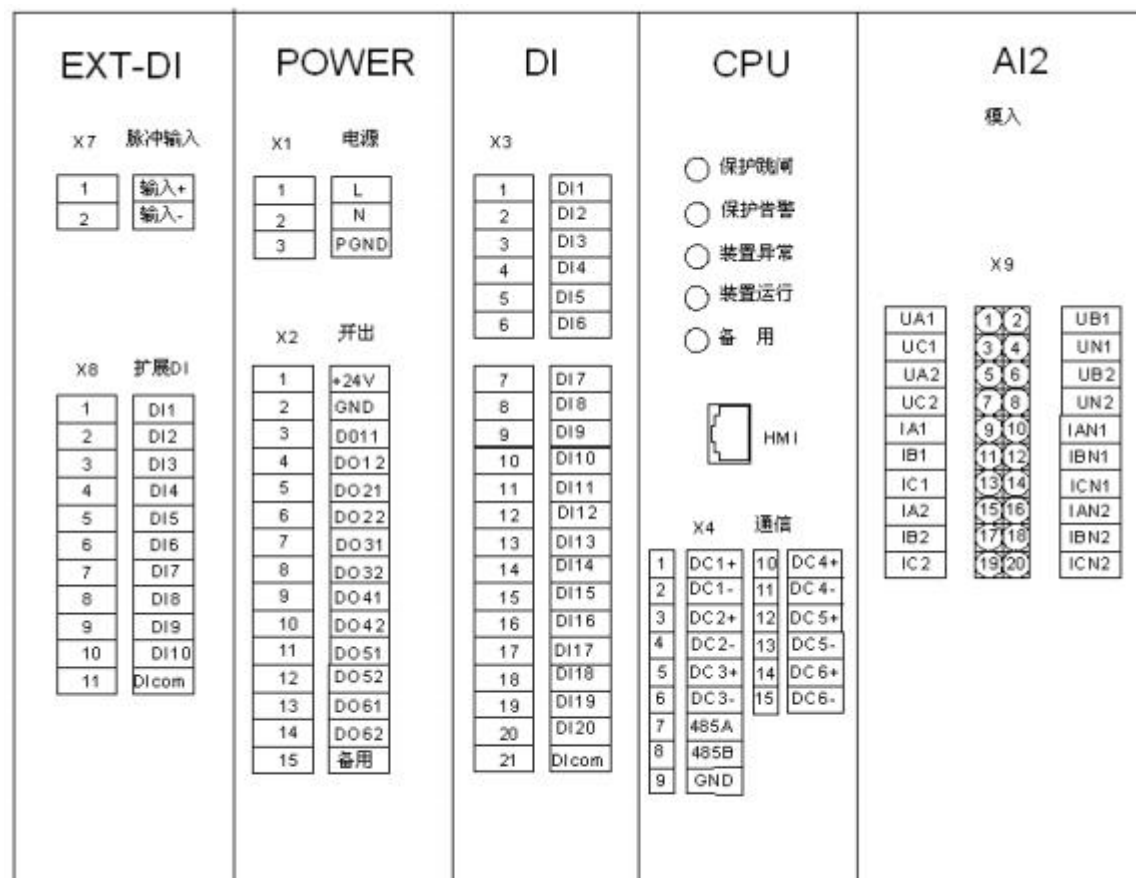 EXT-DI
X7 脉冲输入
1 输入+
2 输入-
X8 扩展DI
1 DI1
2 DI2
3 DI3
4 DI4
5 DI5
6 DI6
7 DI7
8 DI8
9 DI9
10 DI10
11 DIcom
POWER
X1 电源
1 L
2 N
3 PGND
X2 开出
1 +24V
2 GND
3 D011
4 DO12
5 DO21
6 DO22
7 DO31
8 DO32
9 DO41
10 DO42
11 DO51
12 DO52
13 DO61
14 DO62
15 备用
DI
X3
1 DI1
2 DI2
3 DI3
4 DI4
5 DI5
6 DI6
7 DI7
8 DI8
9 DI9
10 DI10
11 DI11
12 DI12
13 DI13
14 DI14
15 DI15
16 DI16
17 DI17
18 DI18
19 DI19
20 DI20
21 DIcom
CPU
保护跳闸
保护告警
装置异常
装置运行
备 用
HMI
X4 通信
1 DC1+ 10 DC4+
2 DC1- 11 DC4-
3 DC2+ 12 DC5+
4 DC2- 13 DC5-
5 DC3+ 14 DC6+
6 DC3- 15 DC6-
7 485A
8 485B
9 GND
AI2
模入
X9
UA1 1 2 UB1
UC1 3 4 UN1
UA2 5 6 UB2
UC2 7 8 UN2
IA1 9 10 IAN1
IB1 11 12 IBN1
IC1 13 14 ICN1
IA2 15 16 IAN2
IB2 17 18 IBN2
IC2 19 20 ICN2